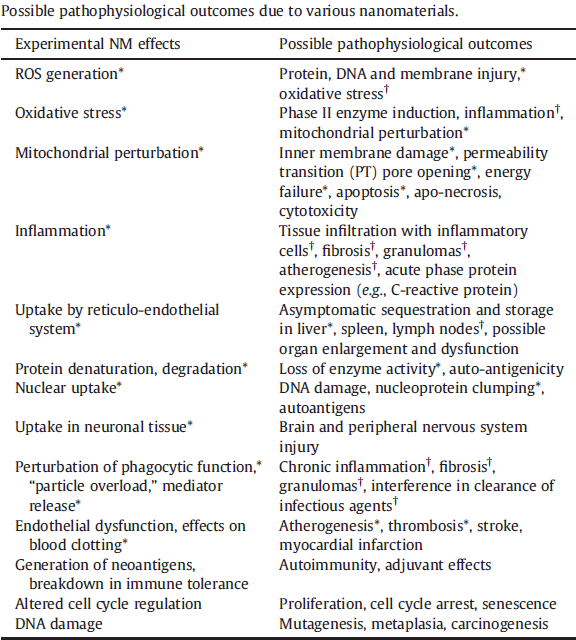 Possible pathophysiological outcomes due to various nanomaterials.
Experimental NM effects Possible pathophysiological outcomes
ROS generation* Protein, DNA and membrane injury,*
oxidative stress†
Oxidative stress* Phase II enzyme induction, inflammation†,
mitochondrial perturbation*
Mitochondrial perturbation* Inner membrane damage*, permeability
transition (PT) pore opening*, energy
failure*, apoptosis*, apo-necrosis,
cytotoxicity
Inflammation* Tissue infiltration with inflammatory
cells†, fibrosis†, granulomas†,
atherogenesis†, acute phase protein
expression (e.g., C-reactive protein)
Uptake by reticulo-endothelial Asymptomatic sequestration and storage
system* in liver*, spleen, lymph nodes†, possible
organ enlargement and dysfunction
Protein denaturation, degradation* Loss of enzyme activity*, auto-antigenicity
Nuclear uptake* DNA damage, nucleoprotein clumping*,
autoantigens
Uptake in neuronal tissue* Brain and peripheral nervous system
injury
Perturbation of phagocytic function,* Chronic inflammation†, fibrosis†,
“particle overload,” mediator granulomas†, interference in clearance of
release* infectious agents†
Endothelial dysfunction, effects on Atherogenesis*, thrombosis*, stroke,
blood clotting* myocardial infarction
Generation of neoantigens, Autoimmunity, adjuvant effects
breakdown in immune tolerance
Altered cell cycle regulation Proliferation, cell cycle arrest, senescence
DNA damage Mutagenesis, metaplasia, carcinogenesis